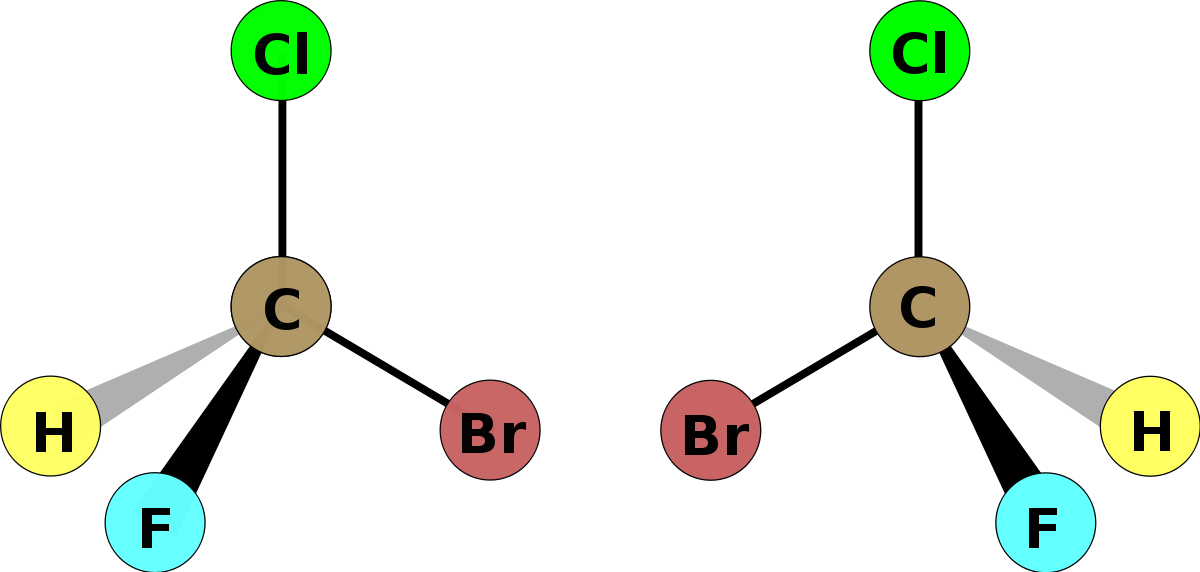 Cl Cl
C C
H Br Br H
F F